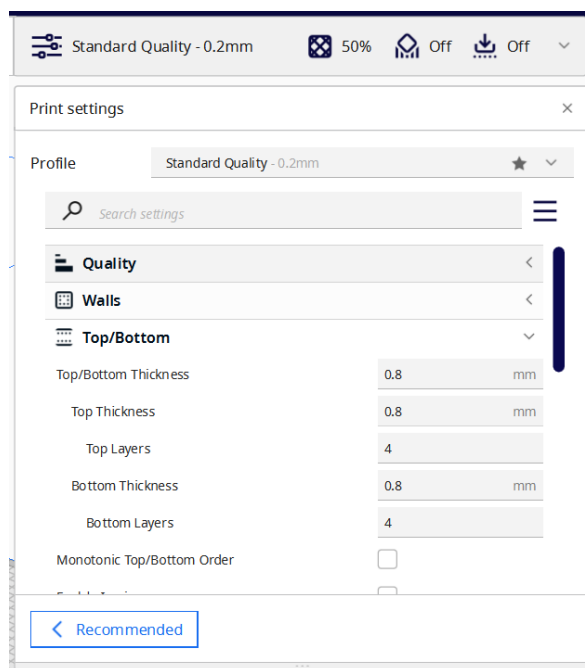 Standard Quality - 0.2mm 50% Off Off
Print settings
Profile Standard Quality - 0.2mm
Search settings
Quality
Walls
Top/Bottom
Top/Bottom Thickness 0.8 mm
Top Thickness 0.8 mm
Top Layers 4
Bottom Thickness 0.8 mm
Bottom Layers 4
Monotonic Top/Bottom Order
Recommended